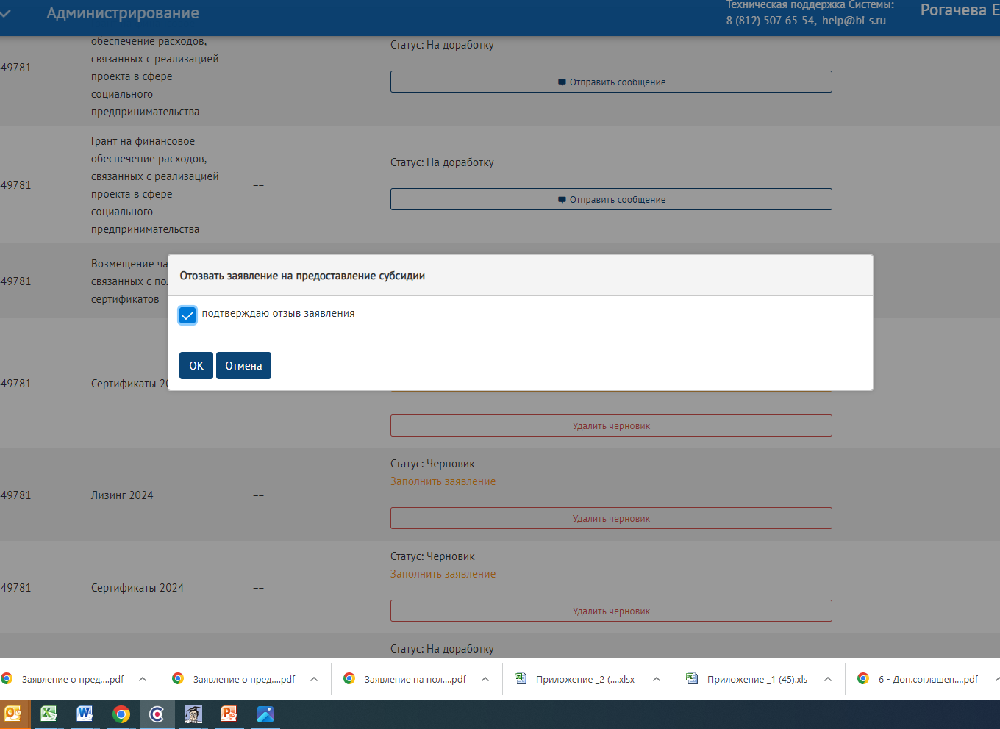 Администрирование
Техническая поддержка Системы:
8 (812) 507-65-54, help@bi-s.ru
Рогачева Е
49781
обеспечение расходов,
связанных с реализацией
проекта в сфере
социального
предпринимательства
––
Статус: На доработку
Отправить сообщение
49781
Грант на финансовое
обеспечение расходов,
связанных с реализацией
проекта в сфере
социального
предпринимательства
––
Статус: На доработку
Отправить сообщение
49781
Возмещение ча
связанных с по
сертификатов
Отозвать заявление на предоставление субсидии
подтверждаю отзыв заявления
ОК
Отмена
49781
Сертификаты 20
Удалить черновик
49781
Лизинг 2024
––
Статус: Черновик
Заполнить заявление
Удалить черновик
49781
Сертификаты 2024
––
Статус: Черновик
Заполнить заявление
Удалить черновик
Статус: На доработку
Заявление о пред....pdf
Заявление о пред....pdf
Заявление на пол....pdf
Приложение _2 (....xlsx
Приложение _1 (45).xls
6 - Доп.соглашен....pdf